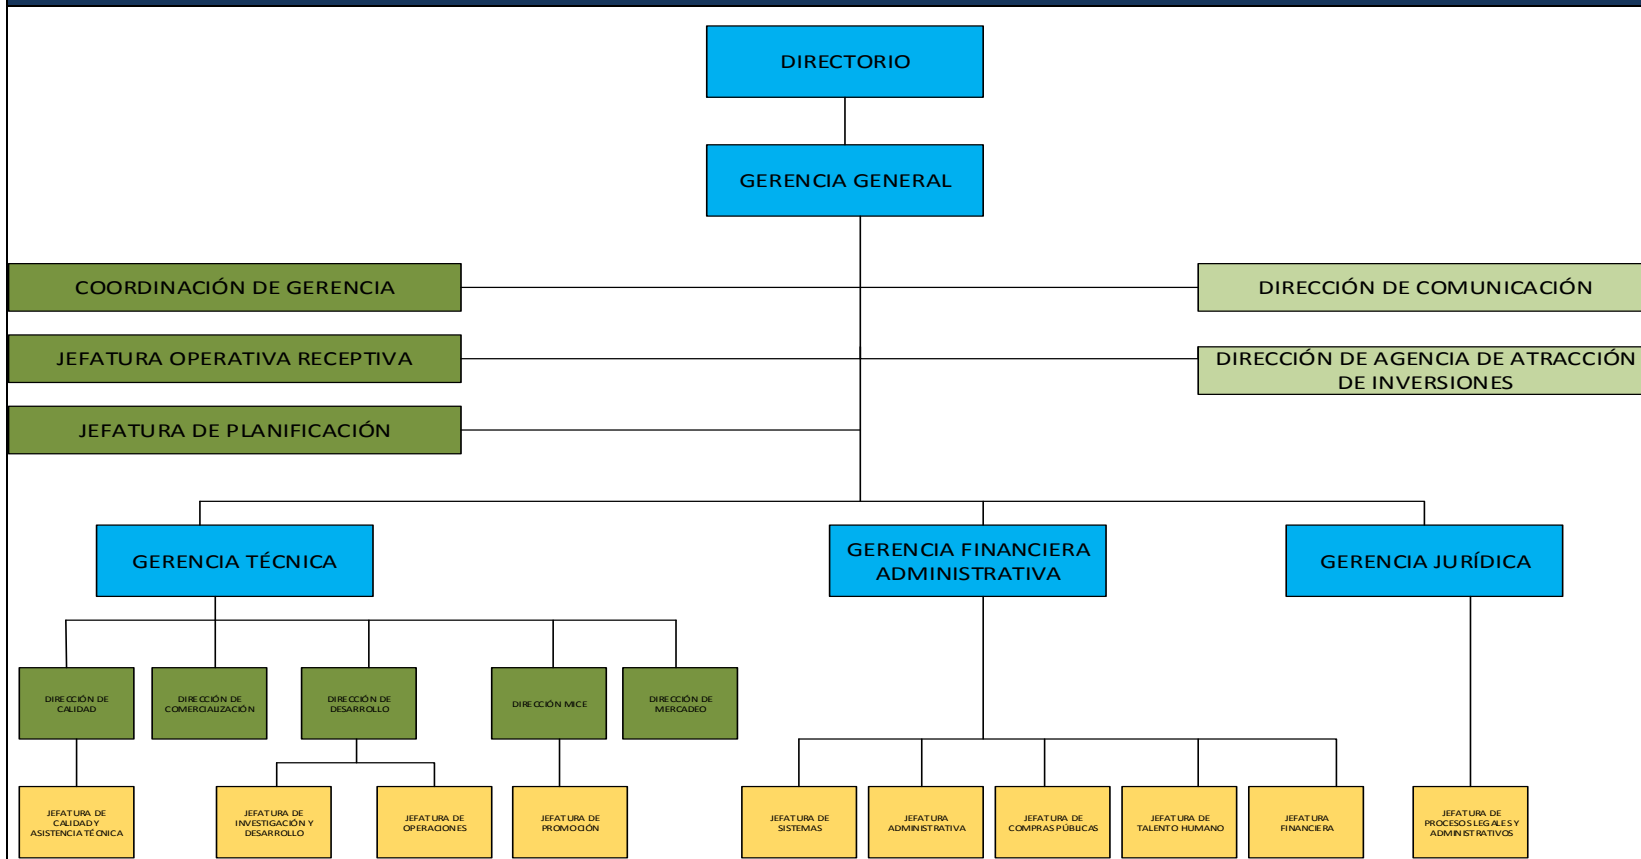 DIRECTORIO
GERENCIA GENERAL
COORDINACIÓN DE GERENCIA
DIRECCIÓN DE COMUNICACIÓN
JEFATURA OPERATIVA RECEPTIVA
DIRECCIÓN DE AGENCIA DE ATRACCIÓN
DE INVERSIONES
JEFATURA DE PLANIFICACIÓN
GERENCIA TÉCNICA
GERENCIA FINANCIERA
ADMINISTRATIVA
GERENCIA JURÍDICA
DIRECCIÓN DE
CALIDAD
DIRECCIÓN DE
COMERCIALIZACIÓN
DIRECCIÓN DE
DESARROLLO
DIRECCIÓN MICE
DIRECCIÓN DE
MERCADEO
JEFATURA DE
CALIDAD Y
ASISTENCIA TÉCNICA
JEFATURA DE
INVESTIGACIÓN Y
DESARROLLO
JEFATURA DE
OPERACIONES
JEFATURA DE
PROMOCIÓN
JEFATURA DE
SISTEMAS
JEFATURA
ADMINISTRATIVA
JEFATURA DE
COMPRAS PÚBLICAS
JEFATURA DE
TALENTO HUMANO
JEFATURA
FINANCIERA
JEFATURA DE
PROCESOS LEGALES Y
ADMINISTRATIVOS